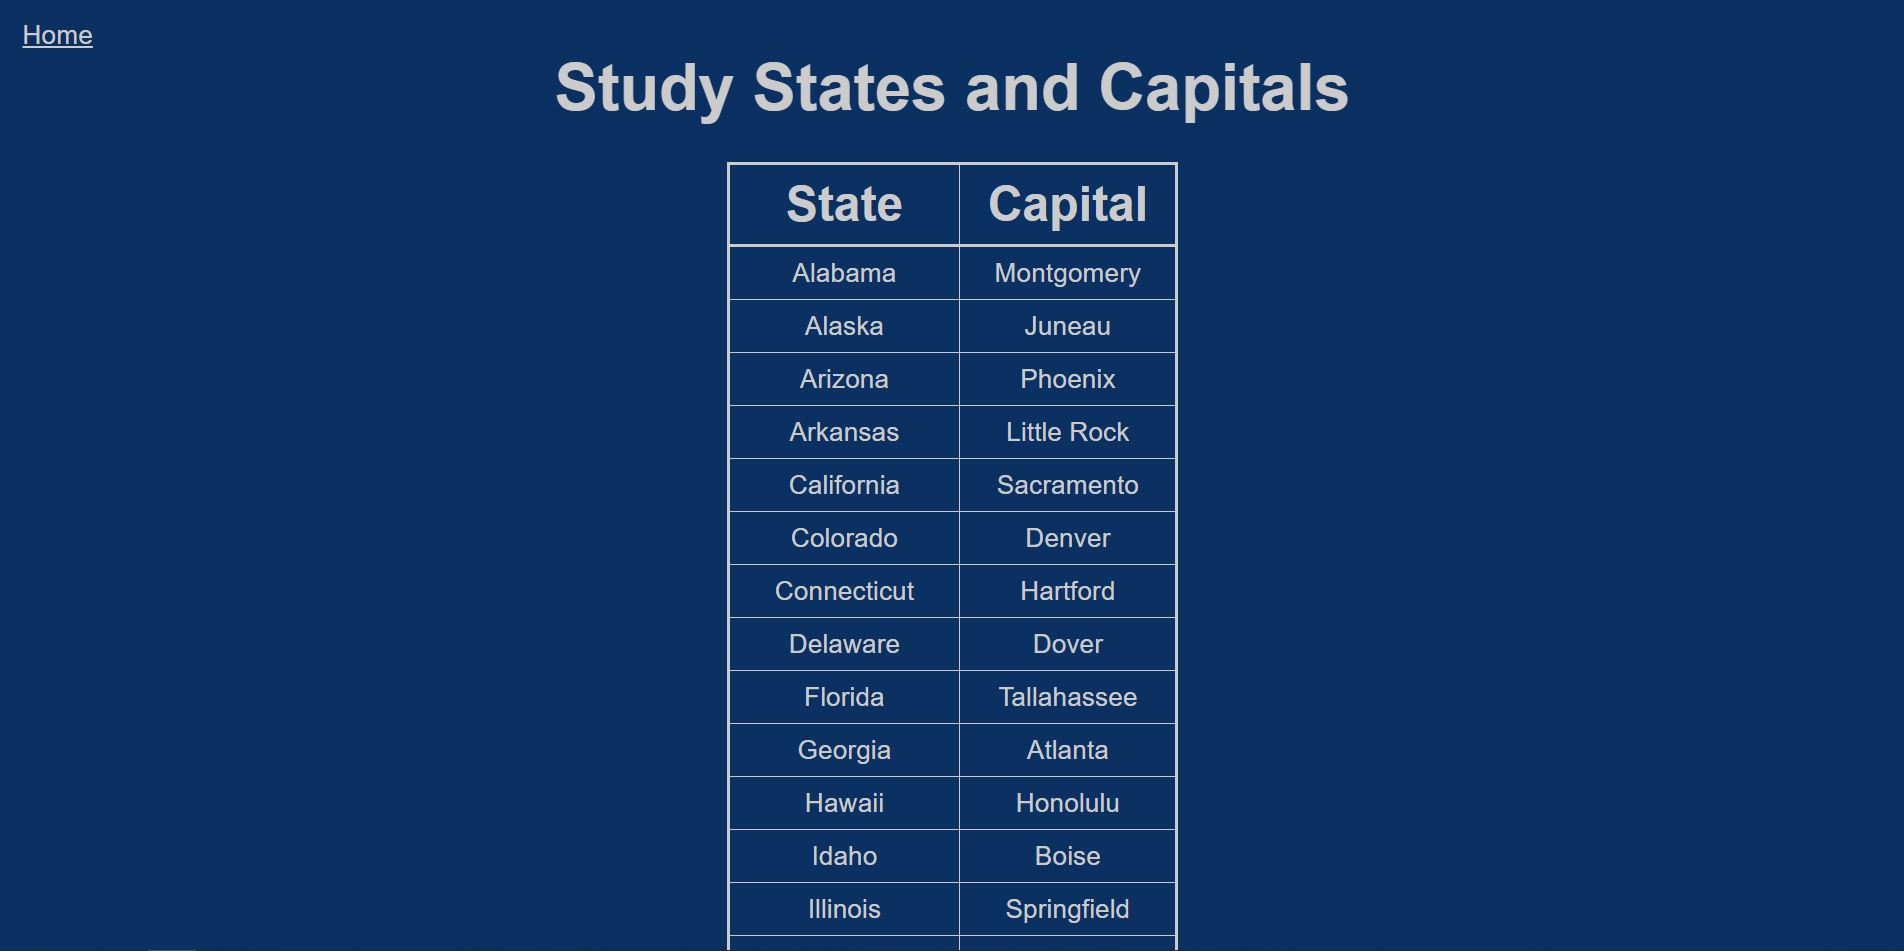 Home
Study States and Capitals
State Capital
Alabama Montgomery
Alaska Juneau
Arizona Phoenix
Arkansas Little Rock
California Sacramento
Colorado Denver
Connecticut Hartford
Delaware Dover
Florida Tallahassee
Georgia Atlanta
Hawaii Honolulu
Idaho Boise
Illinois Springfield